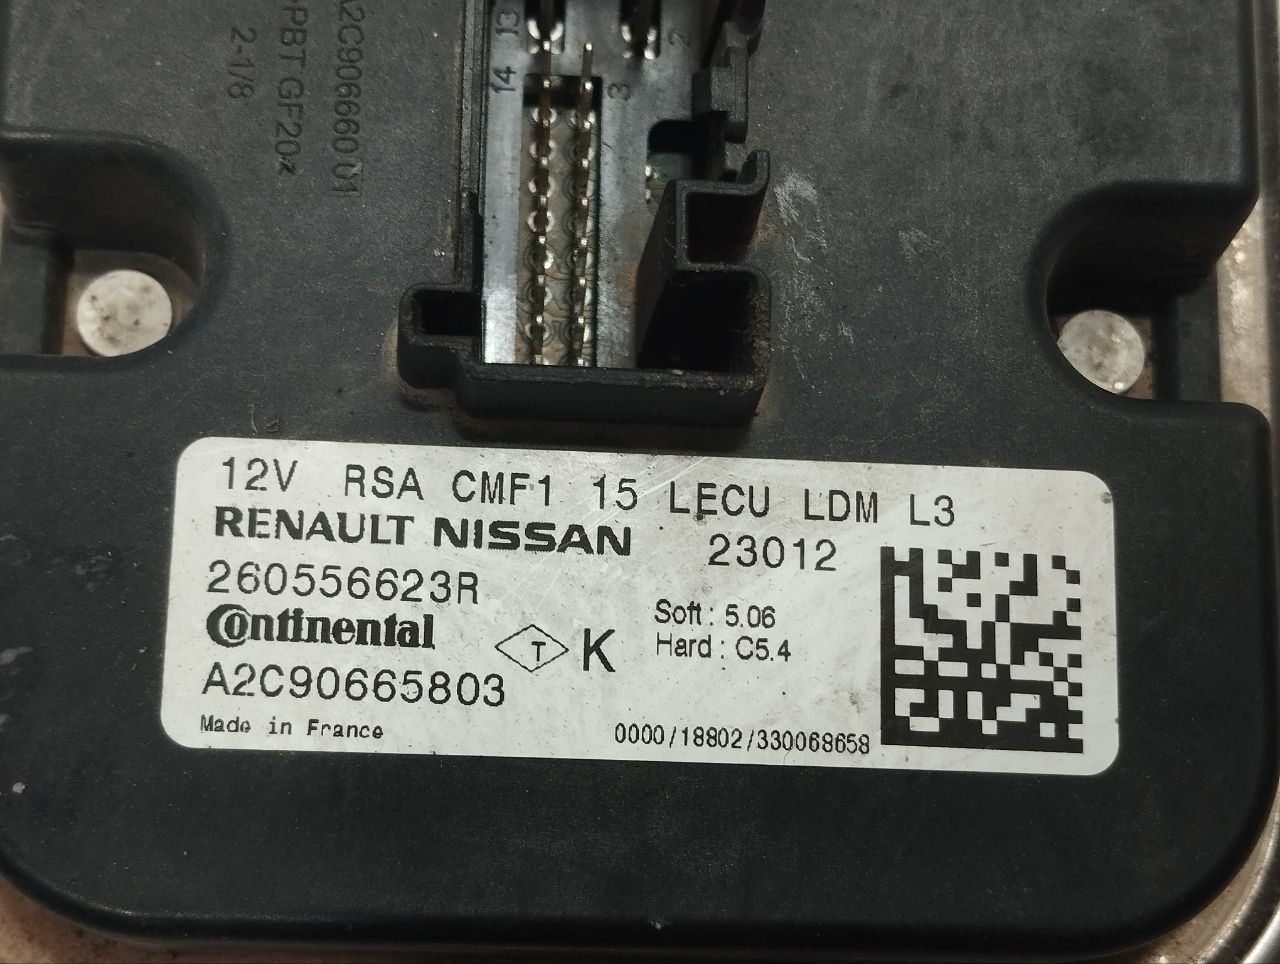 A2C90666001
PBT GF20
2-1/8
13
14
2
3
12V RSA CMF1 15 LECU LDM L3
RENAULT NISSAN 23012
260556623R
Continental
T K
Soft : 5.06
Hard : C5.4
A2C90665803
Made in France
0000/18802/330068658